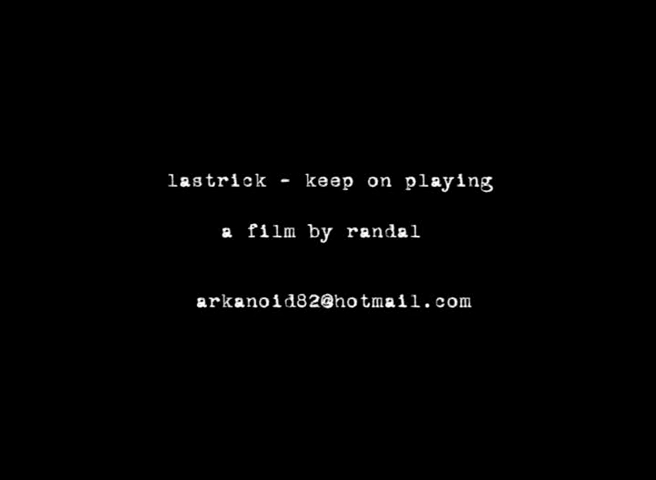 lastrick - keep on playing
a film by randal
arkanoid82@hotmail.com